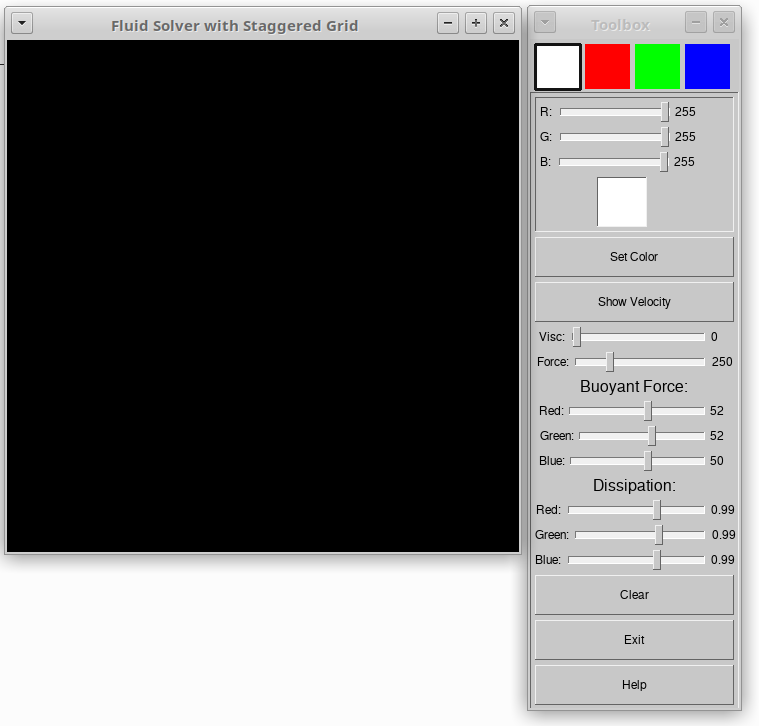 Fluid Solver with Staggered Grid
Toolbox
R: 255
G: 255
B: 255
Set Color
Show Velocity
Visc: 0
Force: 250
Buoyant Force:
Red: 52
Green: 52
Blue: 50
Dissipation:
Red: 0.99
Green: 0.99
Blue: 0.99
Clear
Exit
Help